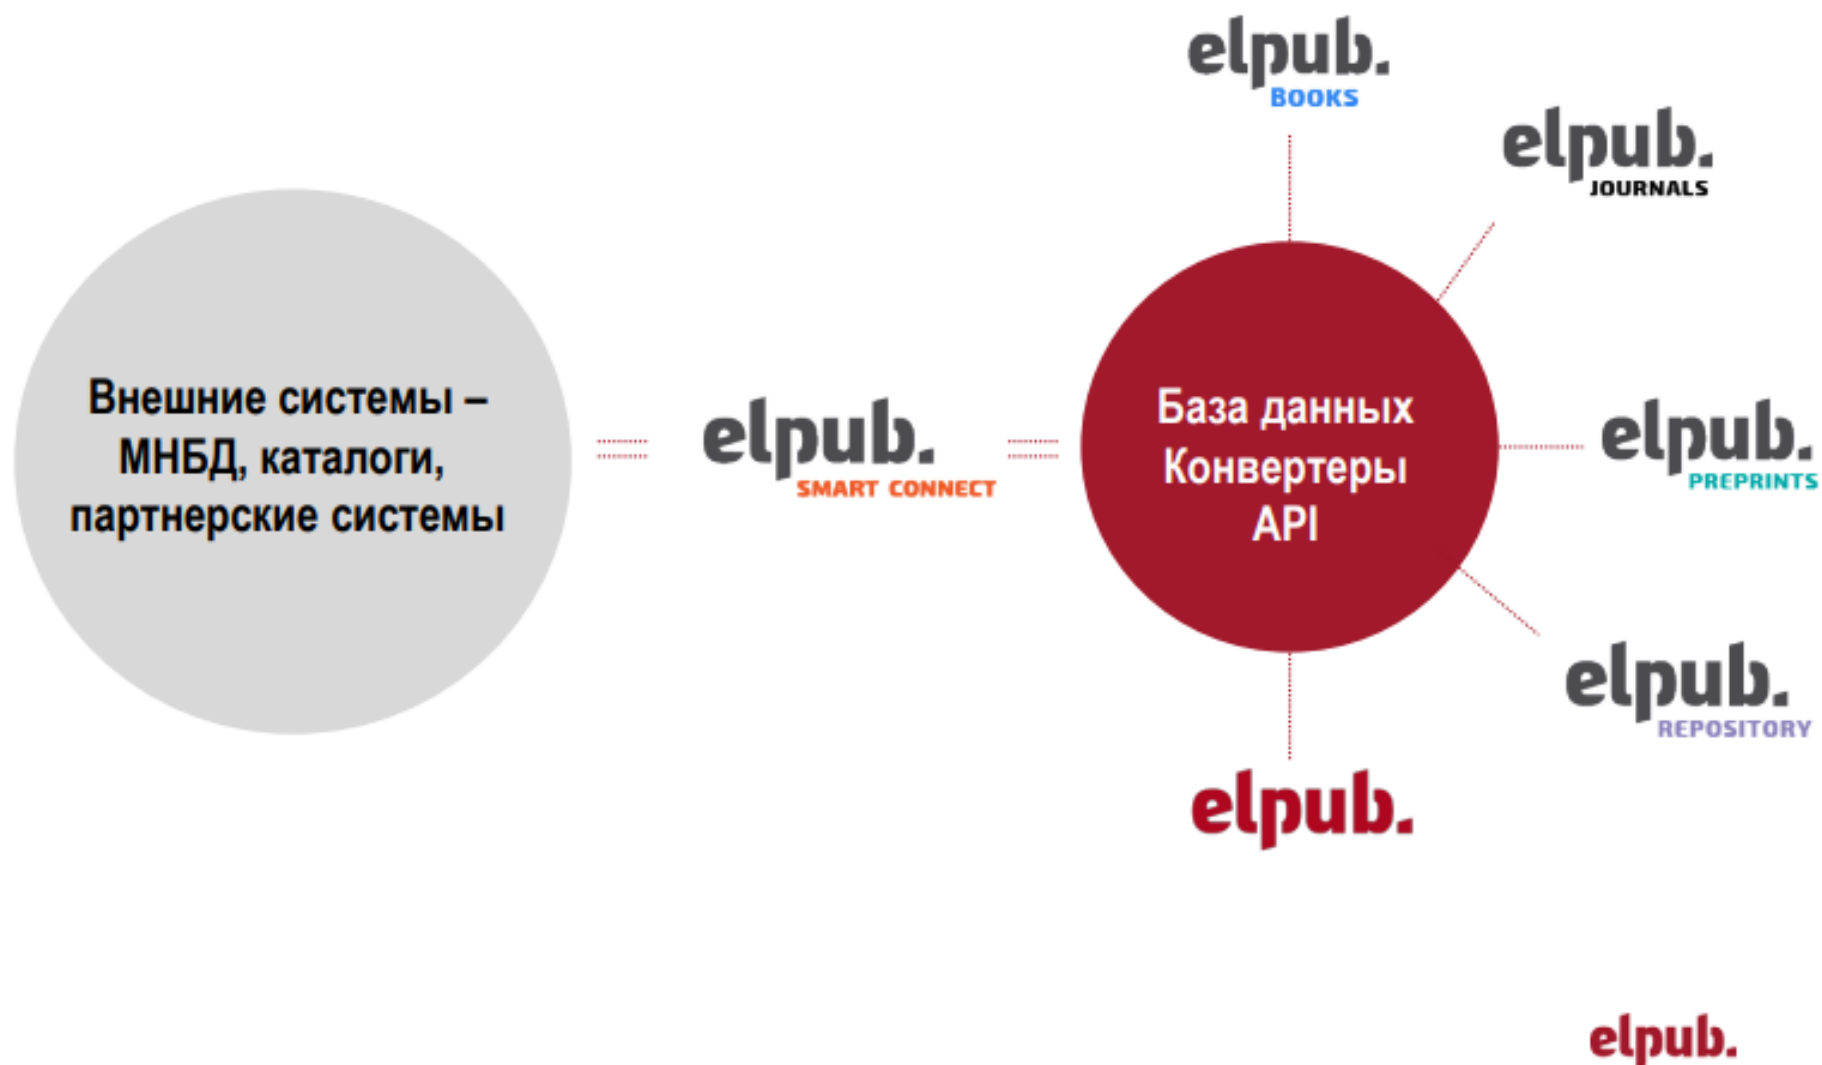 elpub.
BOOKS
elpub.
JOURNALS
Внешние системы –
МНБД, каталоги,
партнерские системы
elpub.
SMART CONNECT
База данных
Конвертеры
API
elpub.
PREPRINTS
elpub.
REPOSITORY
elpub.
elpub.